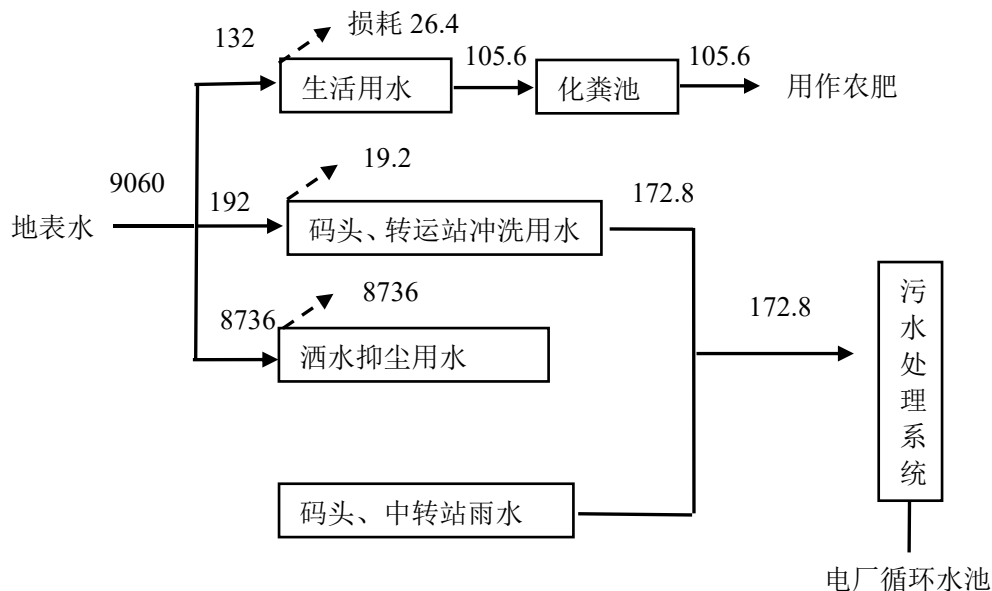 132
损耗 26.4
105.6
105.6
生活用水
化粪池
用作农肥
9060
192
19.2
172.8
地表水
码头、转运站冲洗用水
8736
8736
172.8
洒水抑尘用水
污水处理系统
码头、中转站雨水
电厂循环水池